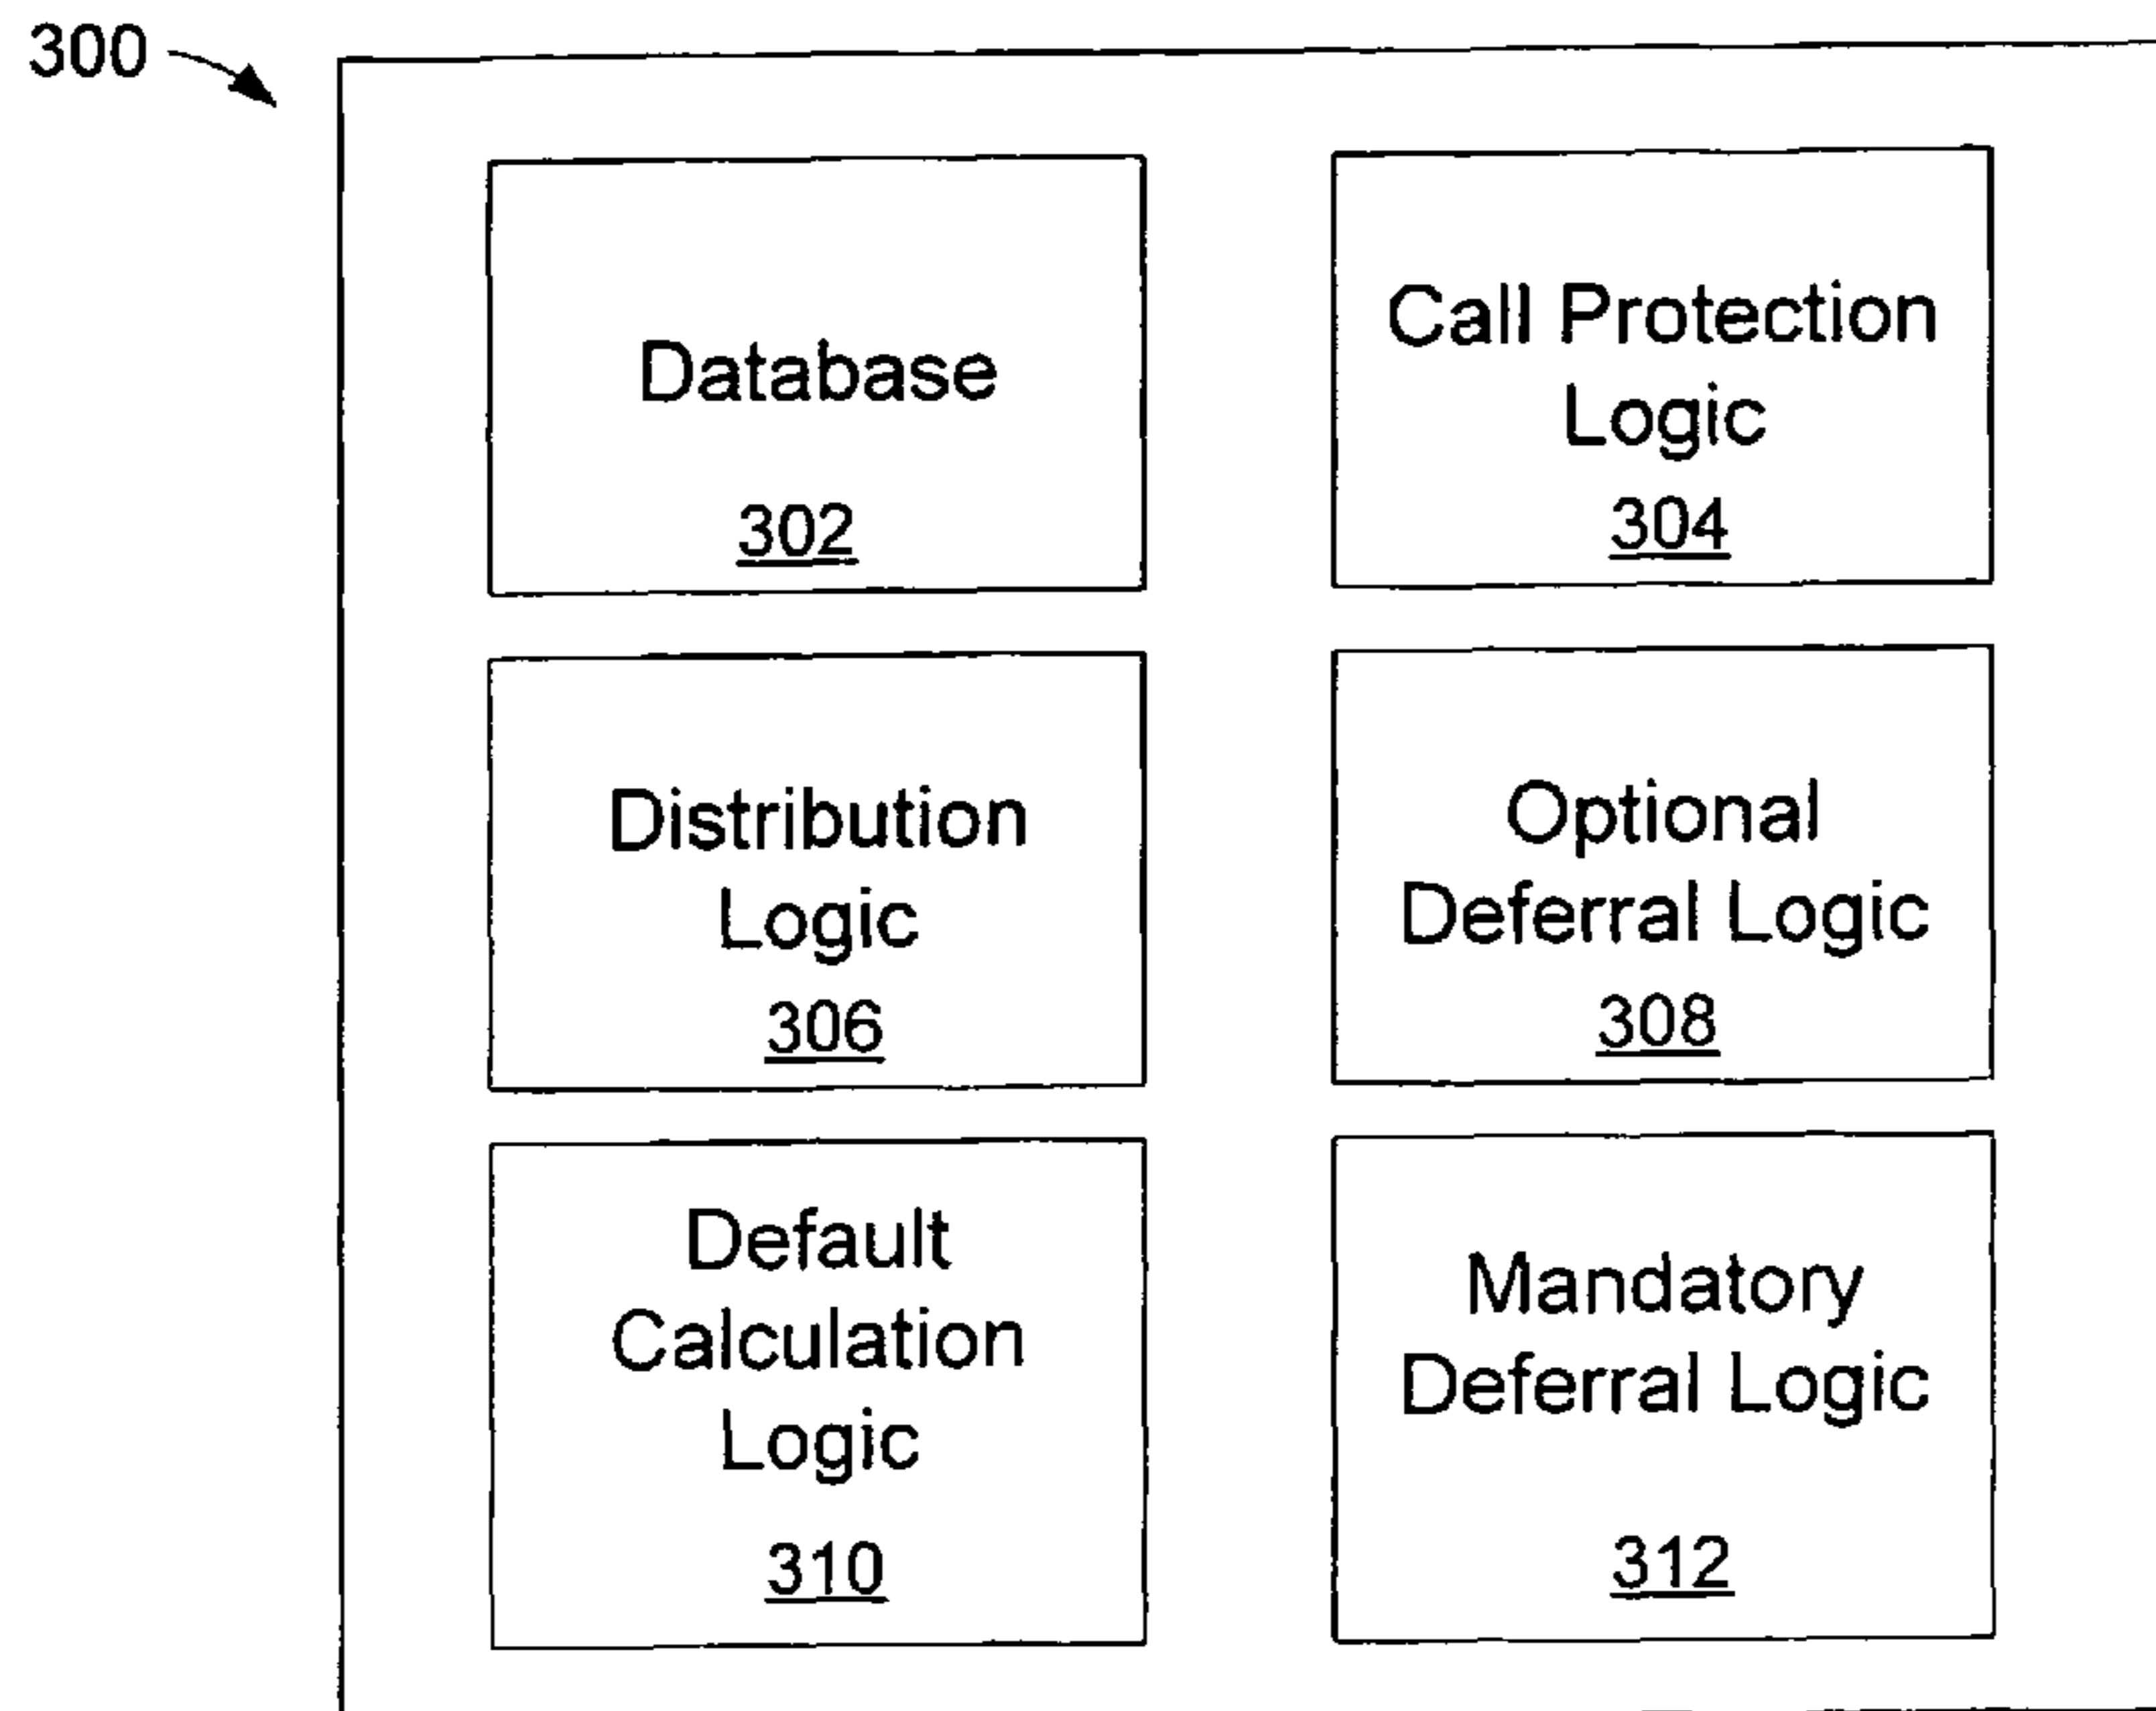 300
Database
302
Call Protection
Logic
304
Distribution
Logic
306
Optional
Deferral Logic
308
Default
Calculation
Logic
310
Mandatory
Deferral Logic
312